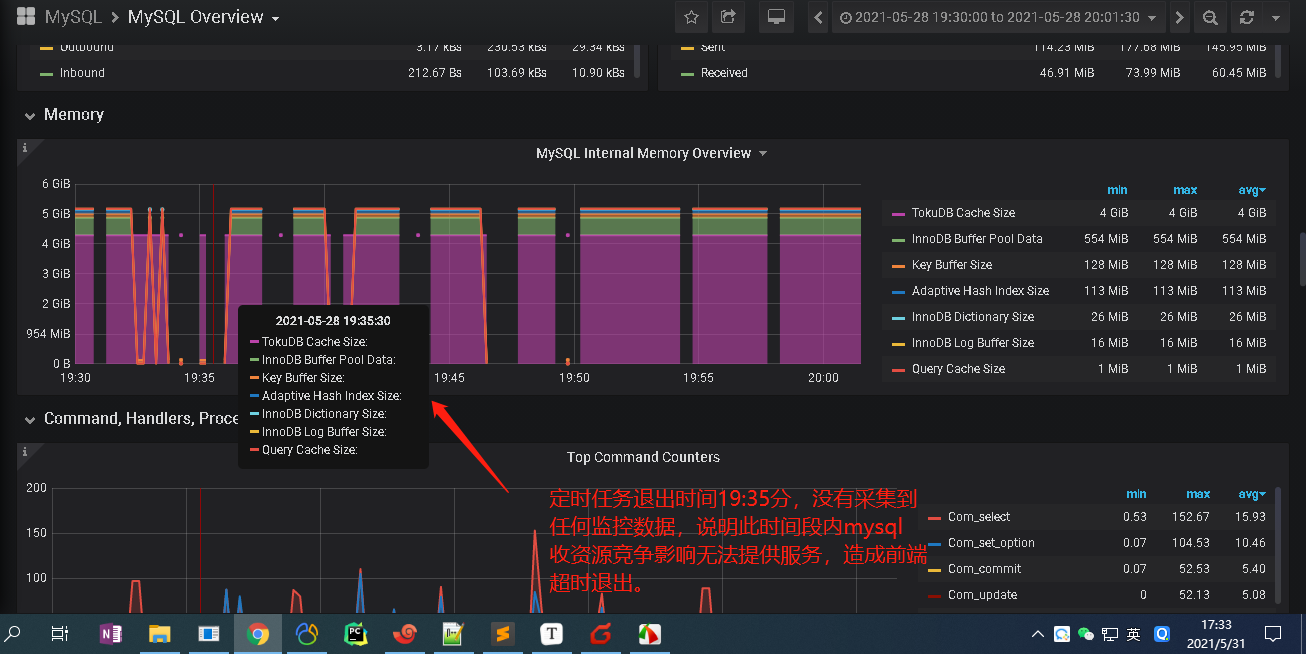 MySQL > MySQL Overview
2021-05-28 19:30:00 to 2021-05-28 20:01:30
Outbound 3.17 kBs 230.53 kBs 29.34 kBs
Sent 114.23 MiB 177.68 MiB 145.95 MiB
Inbound 212.67 Bs 103.69 kBs 10.90 kBs
Received 46.91 MiB 73.99 MiB 60.45 MiB
Memory
MySQL Internal Memory Overview
6 GiB
5 GiB
4 GiB
3 GiB
2 GiB
954 MiB
0 B
19:30 19:35 19:45 19:50 19:55 20:00
min max avg
TokuDB Cache Size 4 GiB 4 GiB 4 GiB
InnoDB Buffer Pool Data 554 MiB 554 MiB 554 MiB
Key Buffer Size 128 MiB 128 MiB 128 MiB
Adaptive Hash Index Size 113 MiB 113 MiB 113 MiB
InnoDB Dictionary Size 26 MiB 26 MiB 26 MiB
InnoDB Log Buffer Size 16 MiB 16 MiB 16 MiB
Query Cache Size 1 MiB 1 MiB 1 MiB
2021-05-28 19:35:30
TokuDB Cache Size:
InnoDB Buffer Pool Data:
Key Buffer Size:
Adaptive Hash Index Size:
InnoDB Dictionary Size:
InnoDB Log Buffer Size:
Query Cache Size:
Command, Handlers, Proce
Top Command Counters
200
150
100
定时任务退出时间19:35分，没有采集到
任何监控数据，说明此时间段内mysql
收资源竞争影响无法提供服务，造成前端
超时退出。
min max avg
Com_select 0.53 152.67 15.93
Com_set_option 0.07 104.53 10.46
Com_commit 0.07 52.53 5.40
Com_update 0 52.13 5.08
英
17:33
2021/5/31